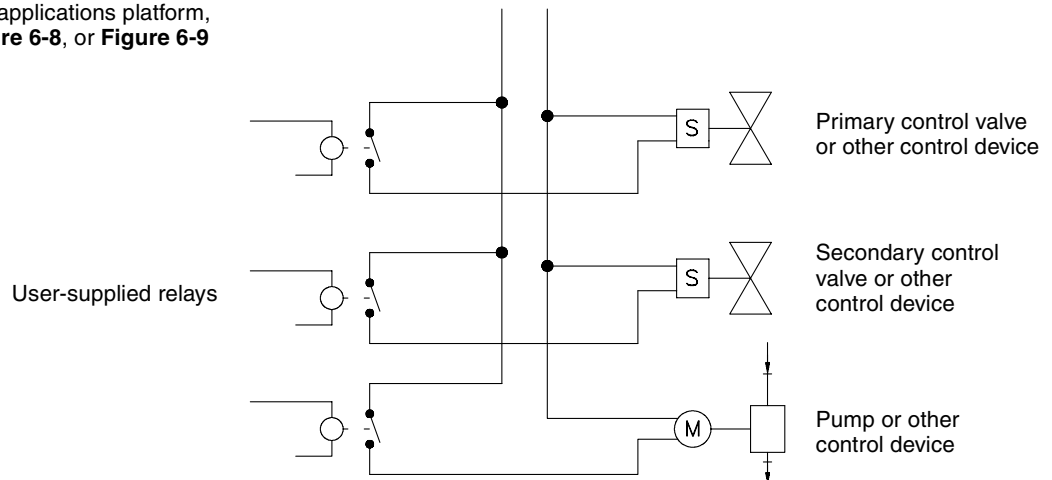 applications platform,
re 6-8, or Figure 6-9
S
Primary control valve
or other control device
S
Secondary control
valve or other
control device
User-supplied relays
M
Pump or other
control device